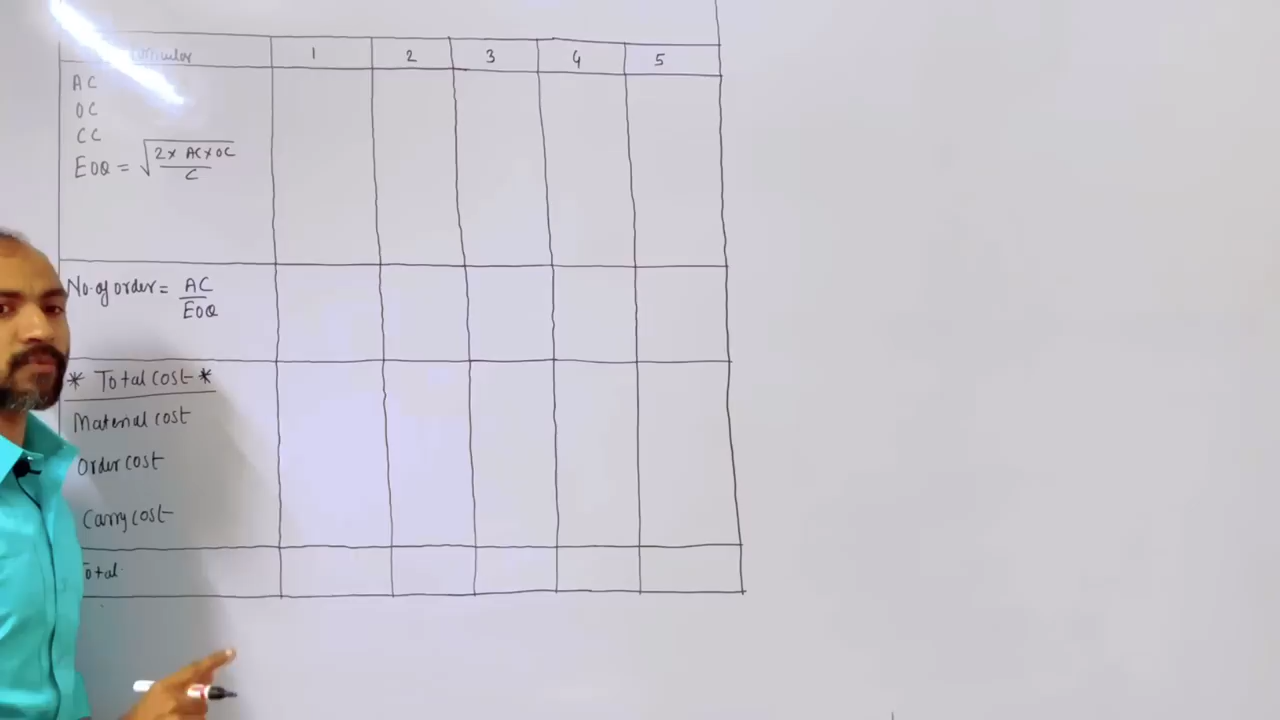 1 2 3 4 5
AC
OC
CC
EOQ = √(2 x AC x OC / C)
No. of order = AC / EOQ
* Total cost *
Material cost
Order cost
Carry cost
Total